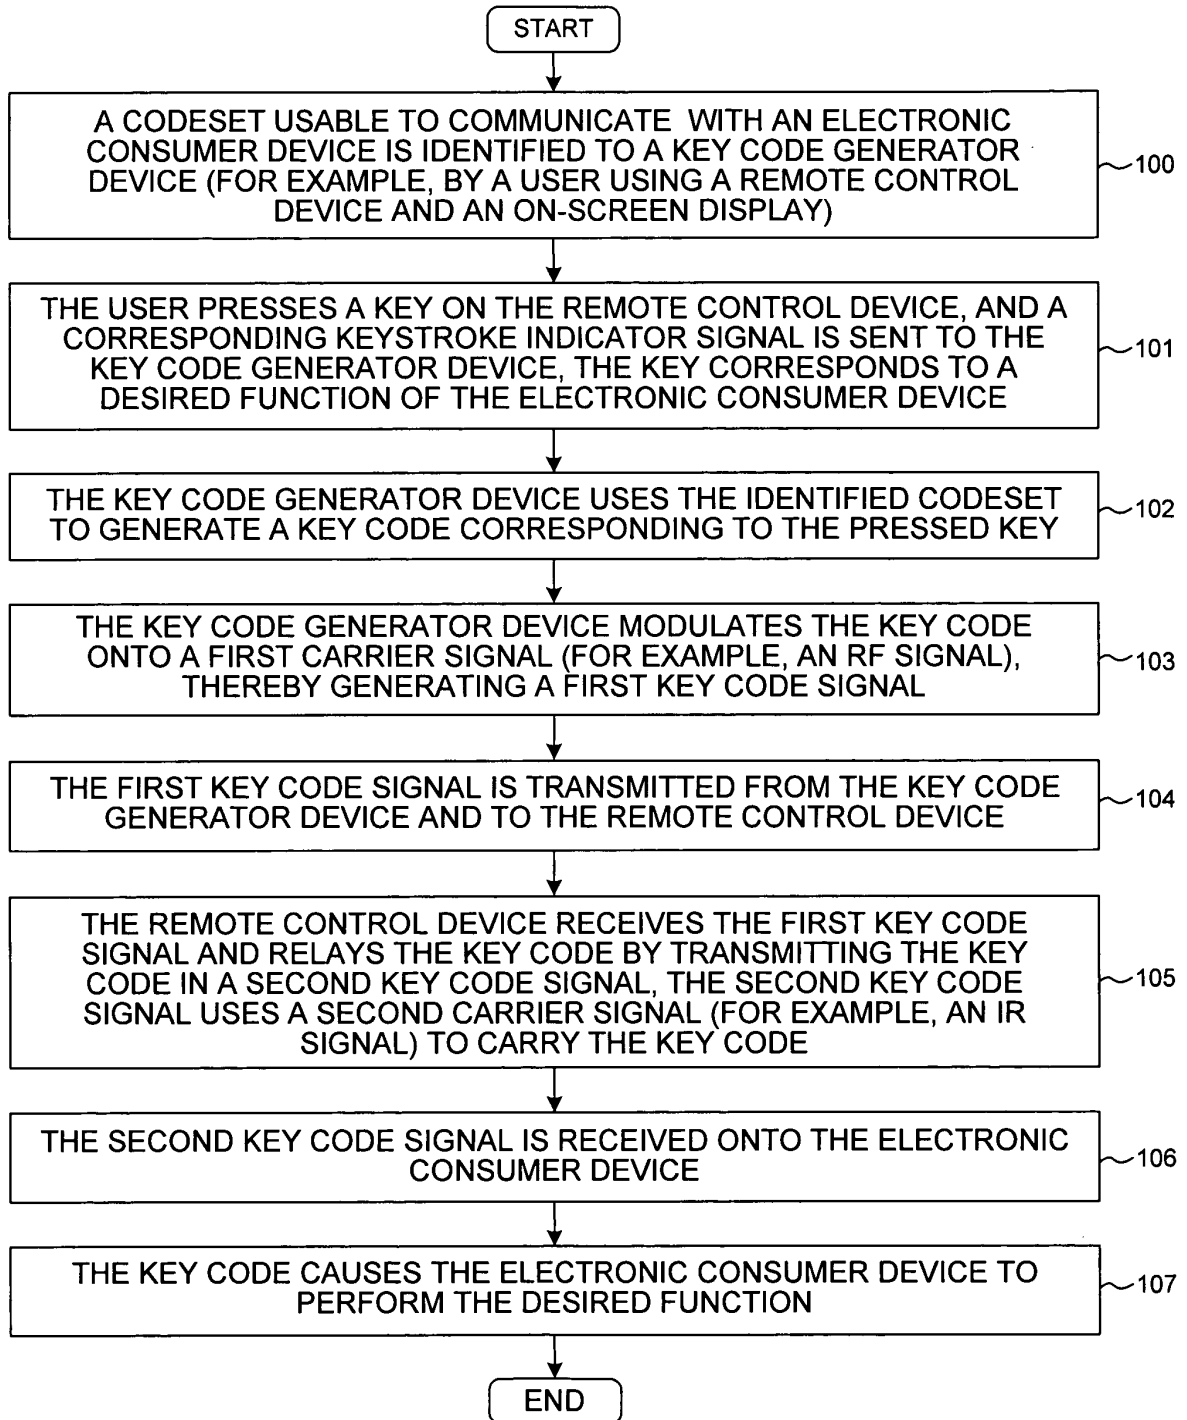 START
A CODESET USABLE TO COMMUNICATE WITH AN ELECTRONIC
CONSUMER DEVICE IS IDENTIFIED TO A KEY CODE GENERATOR
DEVICE (FOR EXAMPLE, BY A USER USING A REMOTE CONTROL
DEVICE AND AN ON-SCREEN DISPLAY)
100
THE USER PRESSES A KEY ON THE REMOTE CONTROL DEVICE, AND A
CORRESPONDING KEYSTROKE INDICATOR SIGNAL IS SENT TO THE
KEY CODE GENERATOR DEVICE, THE KEY CORRESPONDS TO A
DESIRED FUNCTION OF THE ELECTRONIC CONSUMER DEVICE
101
THE KEY CODE GENERATOR DEVICE USES THE IDENTIFIED CODESET
TO GENERATE A KEY CODE CORRESPONDING TO THE PRESSED KEY
102
THE KEY CODE GENERATOR DEVICE MODULATES THE KEY CODE
ONTO A FIRST CARRIER SIGNAL (FOR EXAMPLE, AN RF SIGNAL),
THEREBY GENERATING A FIRST KEY CODE SIGNAL
103
THE FIRST KEY CODE SIGNAL IS TRANSMITTED FROM THE KEY CODE
GENERATOR DEVICE AND TO THE REMOTE CONTROL DEVICE
104
THE REMOTE CONTROL DEVICE RECEIVES THE FIRST KEY CODE
SIGNAL AND RELAYS THE KEY CODE BY TRANSMITTING THE KEY
CODE IN A SECOND KEY CODE SIGNAL, THE SECOND KEY CODE
SIGNAL USES A SECOND CARRIER SIGNAL (FOR EXAMPLE, AN IR
SIGNAL) TO CARRY THE KEY CODE
105
THE SECOND KEY CODE SIGNAL IS RECEIVED ONTO THE ELECTRONIC
CONSUMER DEVICE
106
THE KEY CODE CAUSES THE ELECTRONIC CONSUMER DEVICE TO
PERFORM THE DESIRED FUNCTION
107
END